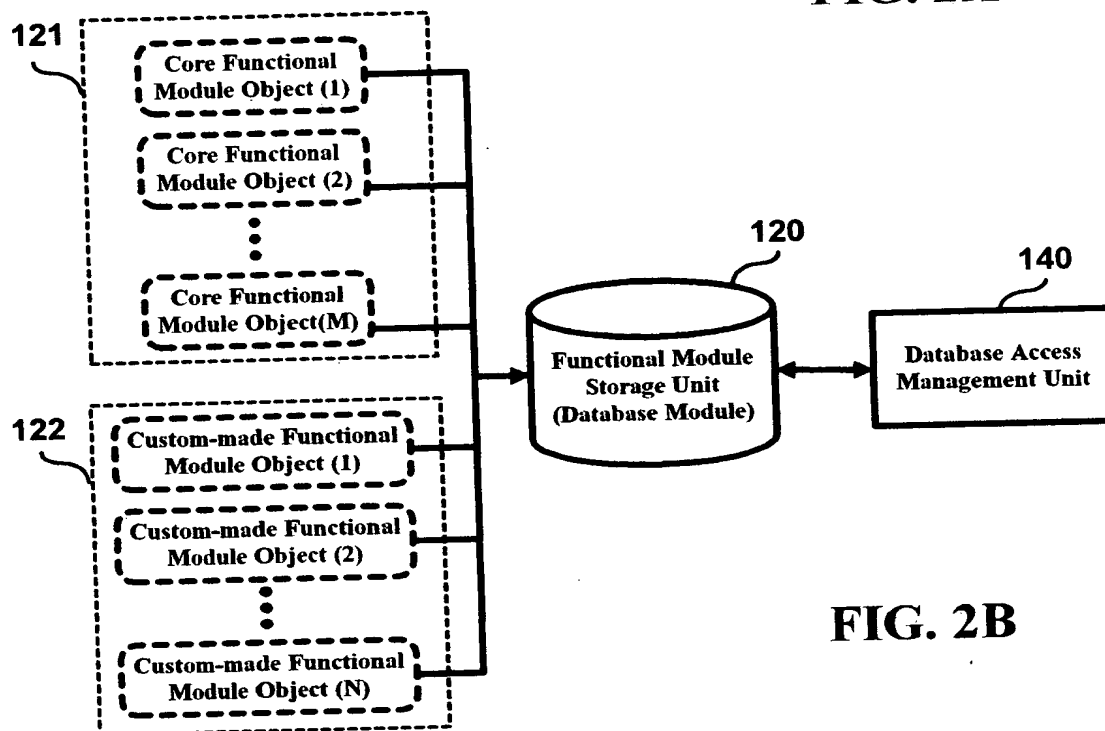 121
Core Functional
Module Object (1)
Core Functional
Module Object (2)
Core Functional
Module Object(M)
122
Custom-made Functional
Module Object (1)
Custom-made Functional
Module Object (2)
Custom-made Functional
Module Object (N)
120
Functional Module
Storage Unit
(Database Module)
140
Database Access
Management Unit
FIG. 2B